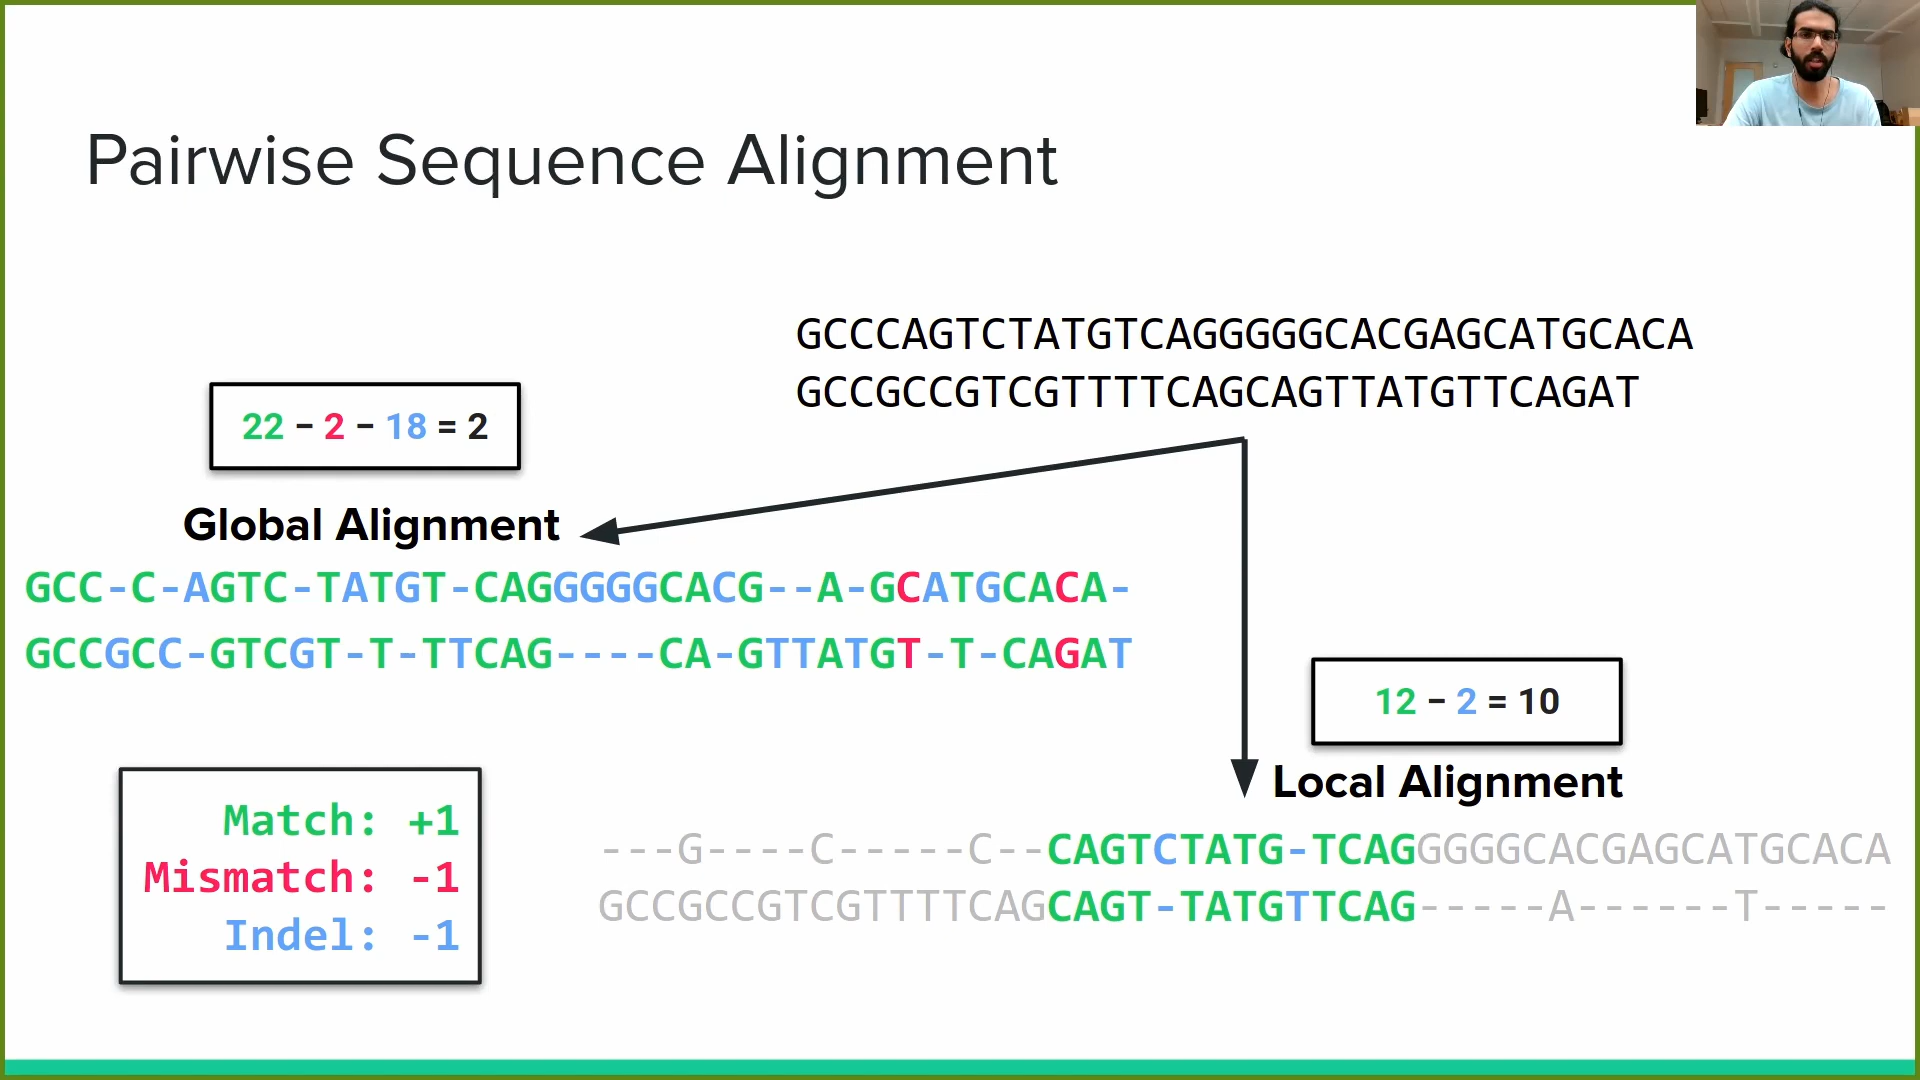 Pairwise Sequence Alignment
GCCCAGTCTATGTCAGGGGGCACGAGCATGCACA
GCCGCCGTCGTTTTCAGCAGTTATGTTCAGAT
22 − 2 − 18 = 2
Global Alignment
GCC-C-AGTC-TATGT-CAGGGGGCACG--A-GCATGCACA-
GCCGCC-GTCGT-T-TTCAG----CA-GTTATGT-T-CAGAT
12 − 2 = 10
Local Alignment
---G----C-----C--CAGTCTATG-TCAGGGGGCACGAGCATGCACA
GCCGCCGTCGTTTTCAGCAGT-TATGTTCAG-----A------T-----
Match: +1
Mismatch: -1
Indel: -1